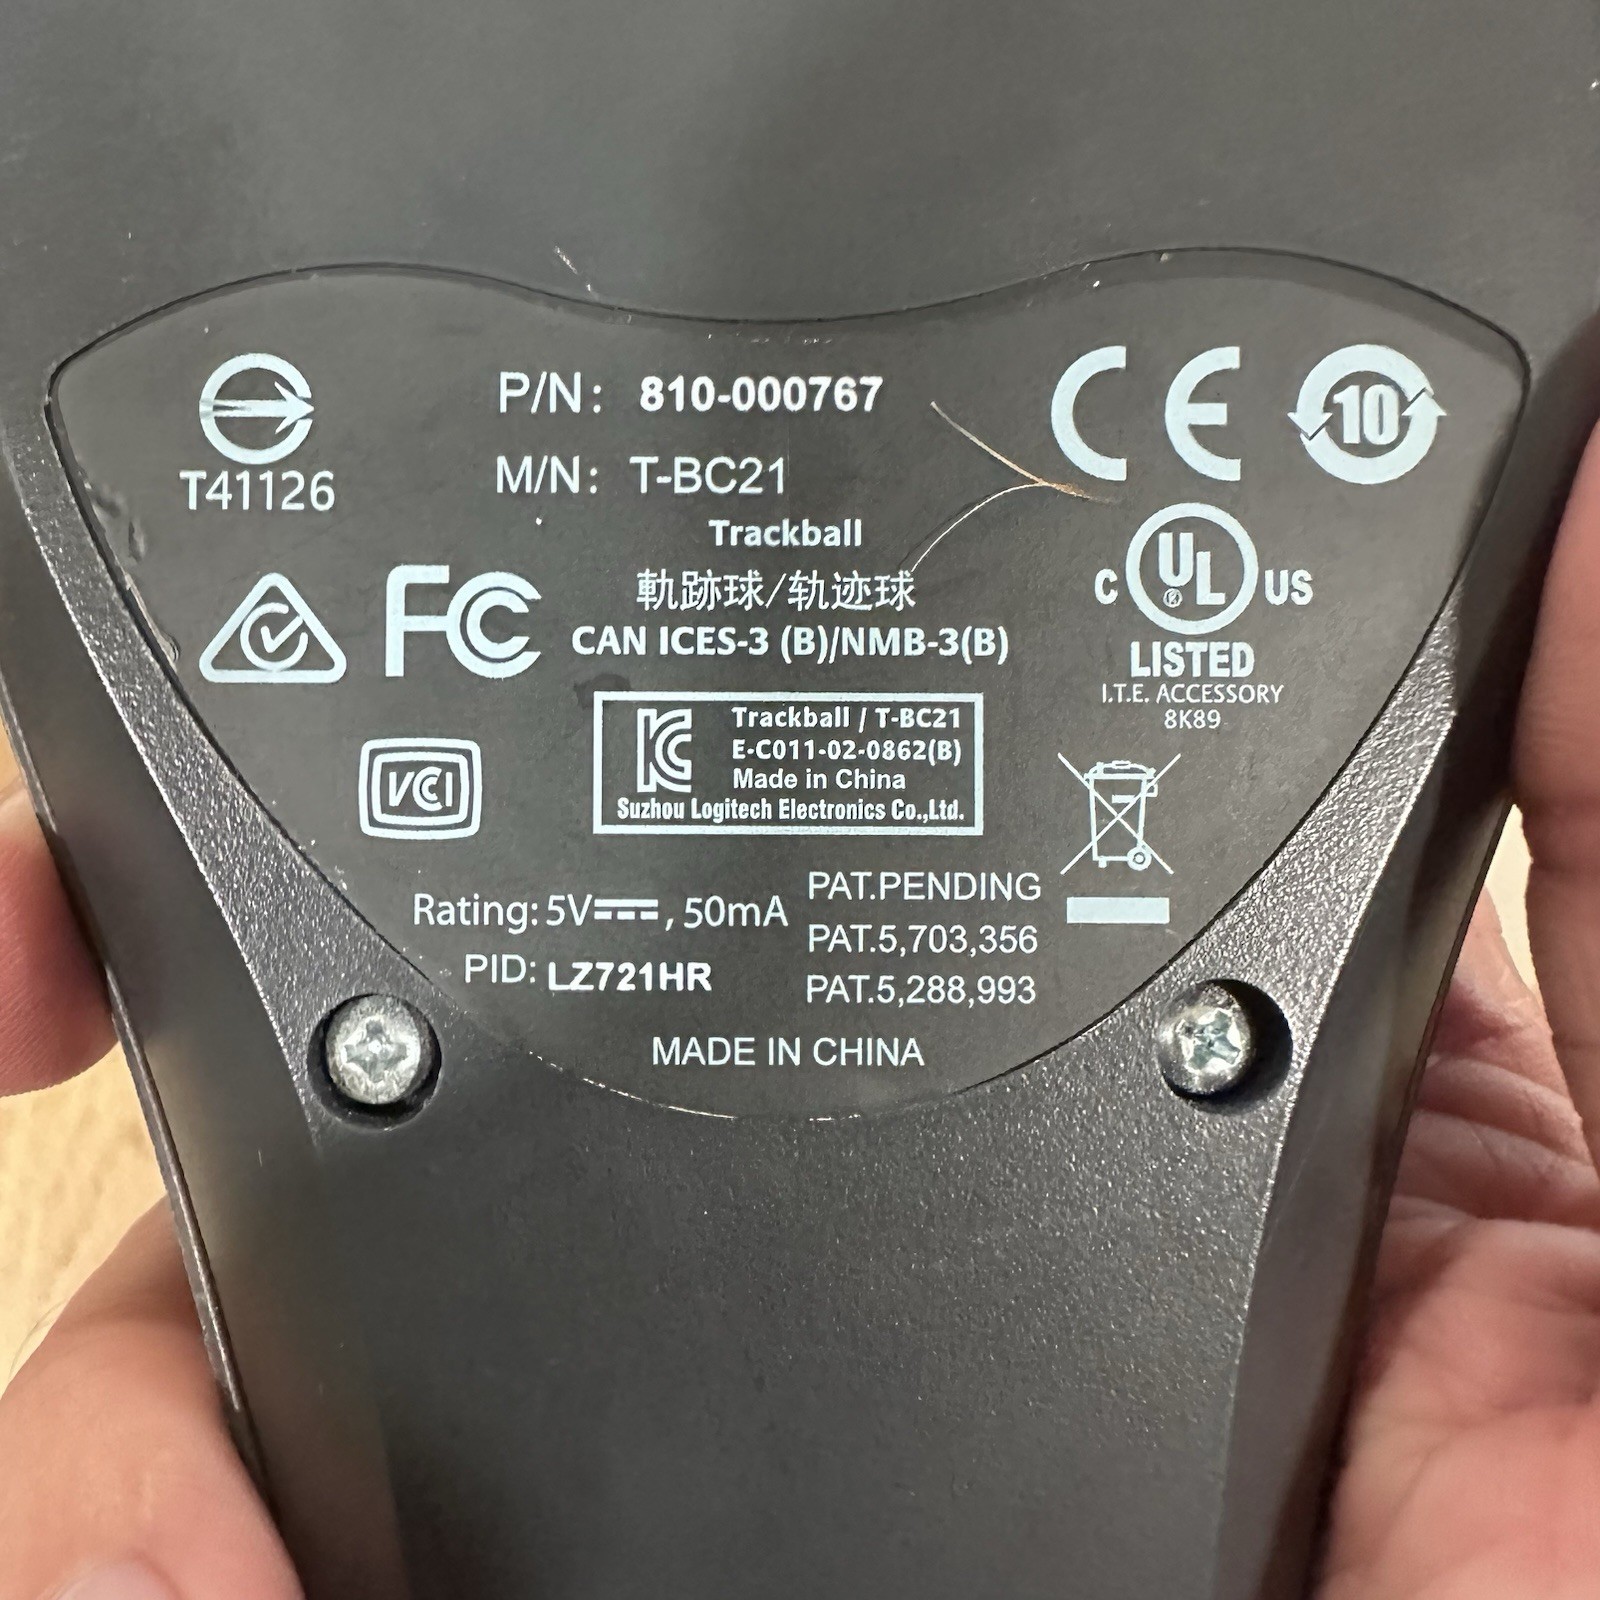 T41126
P/N: 810-000767
M/N: T-BC21
Trackball
軌跡球/轨迹球
CAN ICES-3 (B)/NMB-3(B)
CE
10
FC
C UL® US
LISTED
I.T.E. ACCESSORY
8K89
VCCI
KC
Trackball / T-BC21
E-C011-02-0862(B)
Made in China
Suzhou Logitech Electronics Co.,Ltd.
Rating: 5V⎓, 50mA
PID: LZ721HR
PAT.PENDING
PAT.5,703,356
PAT.5,288,993
MADE IN CHINA